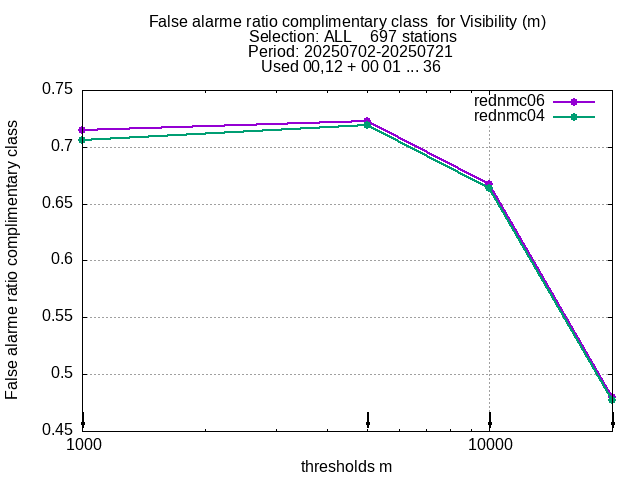 False alarme ratio complimentary class  for Visibility (m)
Selection: ALL    697 stations
Period: 20250702-20250721
Used 00,12 + 00 01 ... 36
rednmc06
rednmc04
0.75
0.7
0.65
0.6
0.55
0.5
0.45
False alarme ratio complimentary class
1000
10000
thresholds m